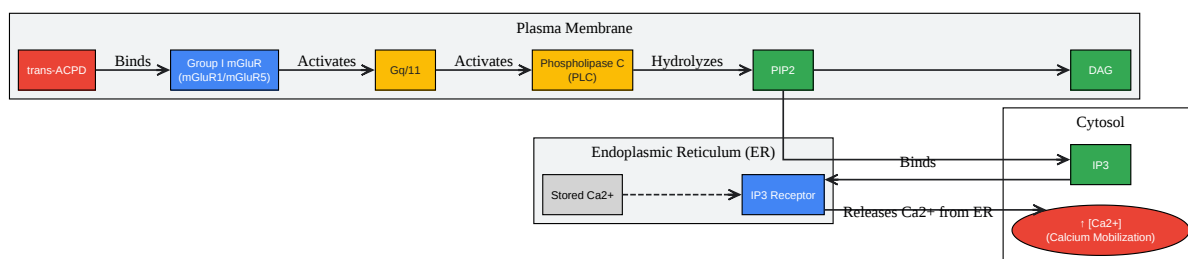 Plasma Membrane
trans-ACPD
Binds
Group I mGluR
(mGluR1/mGluR5)
Activates
Gq/11
Activates
Phospholipase C
(PLC)
Hydrolyzes
PIP2
DAG
Cytosol
Endoplasmic Reticulum (ER)
Binds
IP3
Stored Ca2+
IP3 Receptor
Releases Ca2+ from ER
↑ [Ca2+]
(Calcium Mobilization)